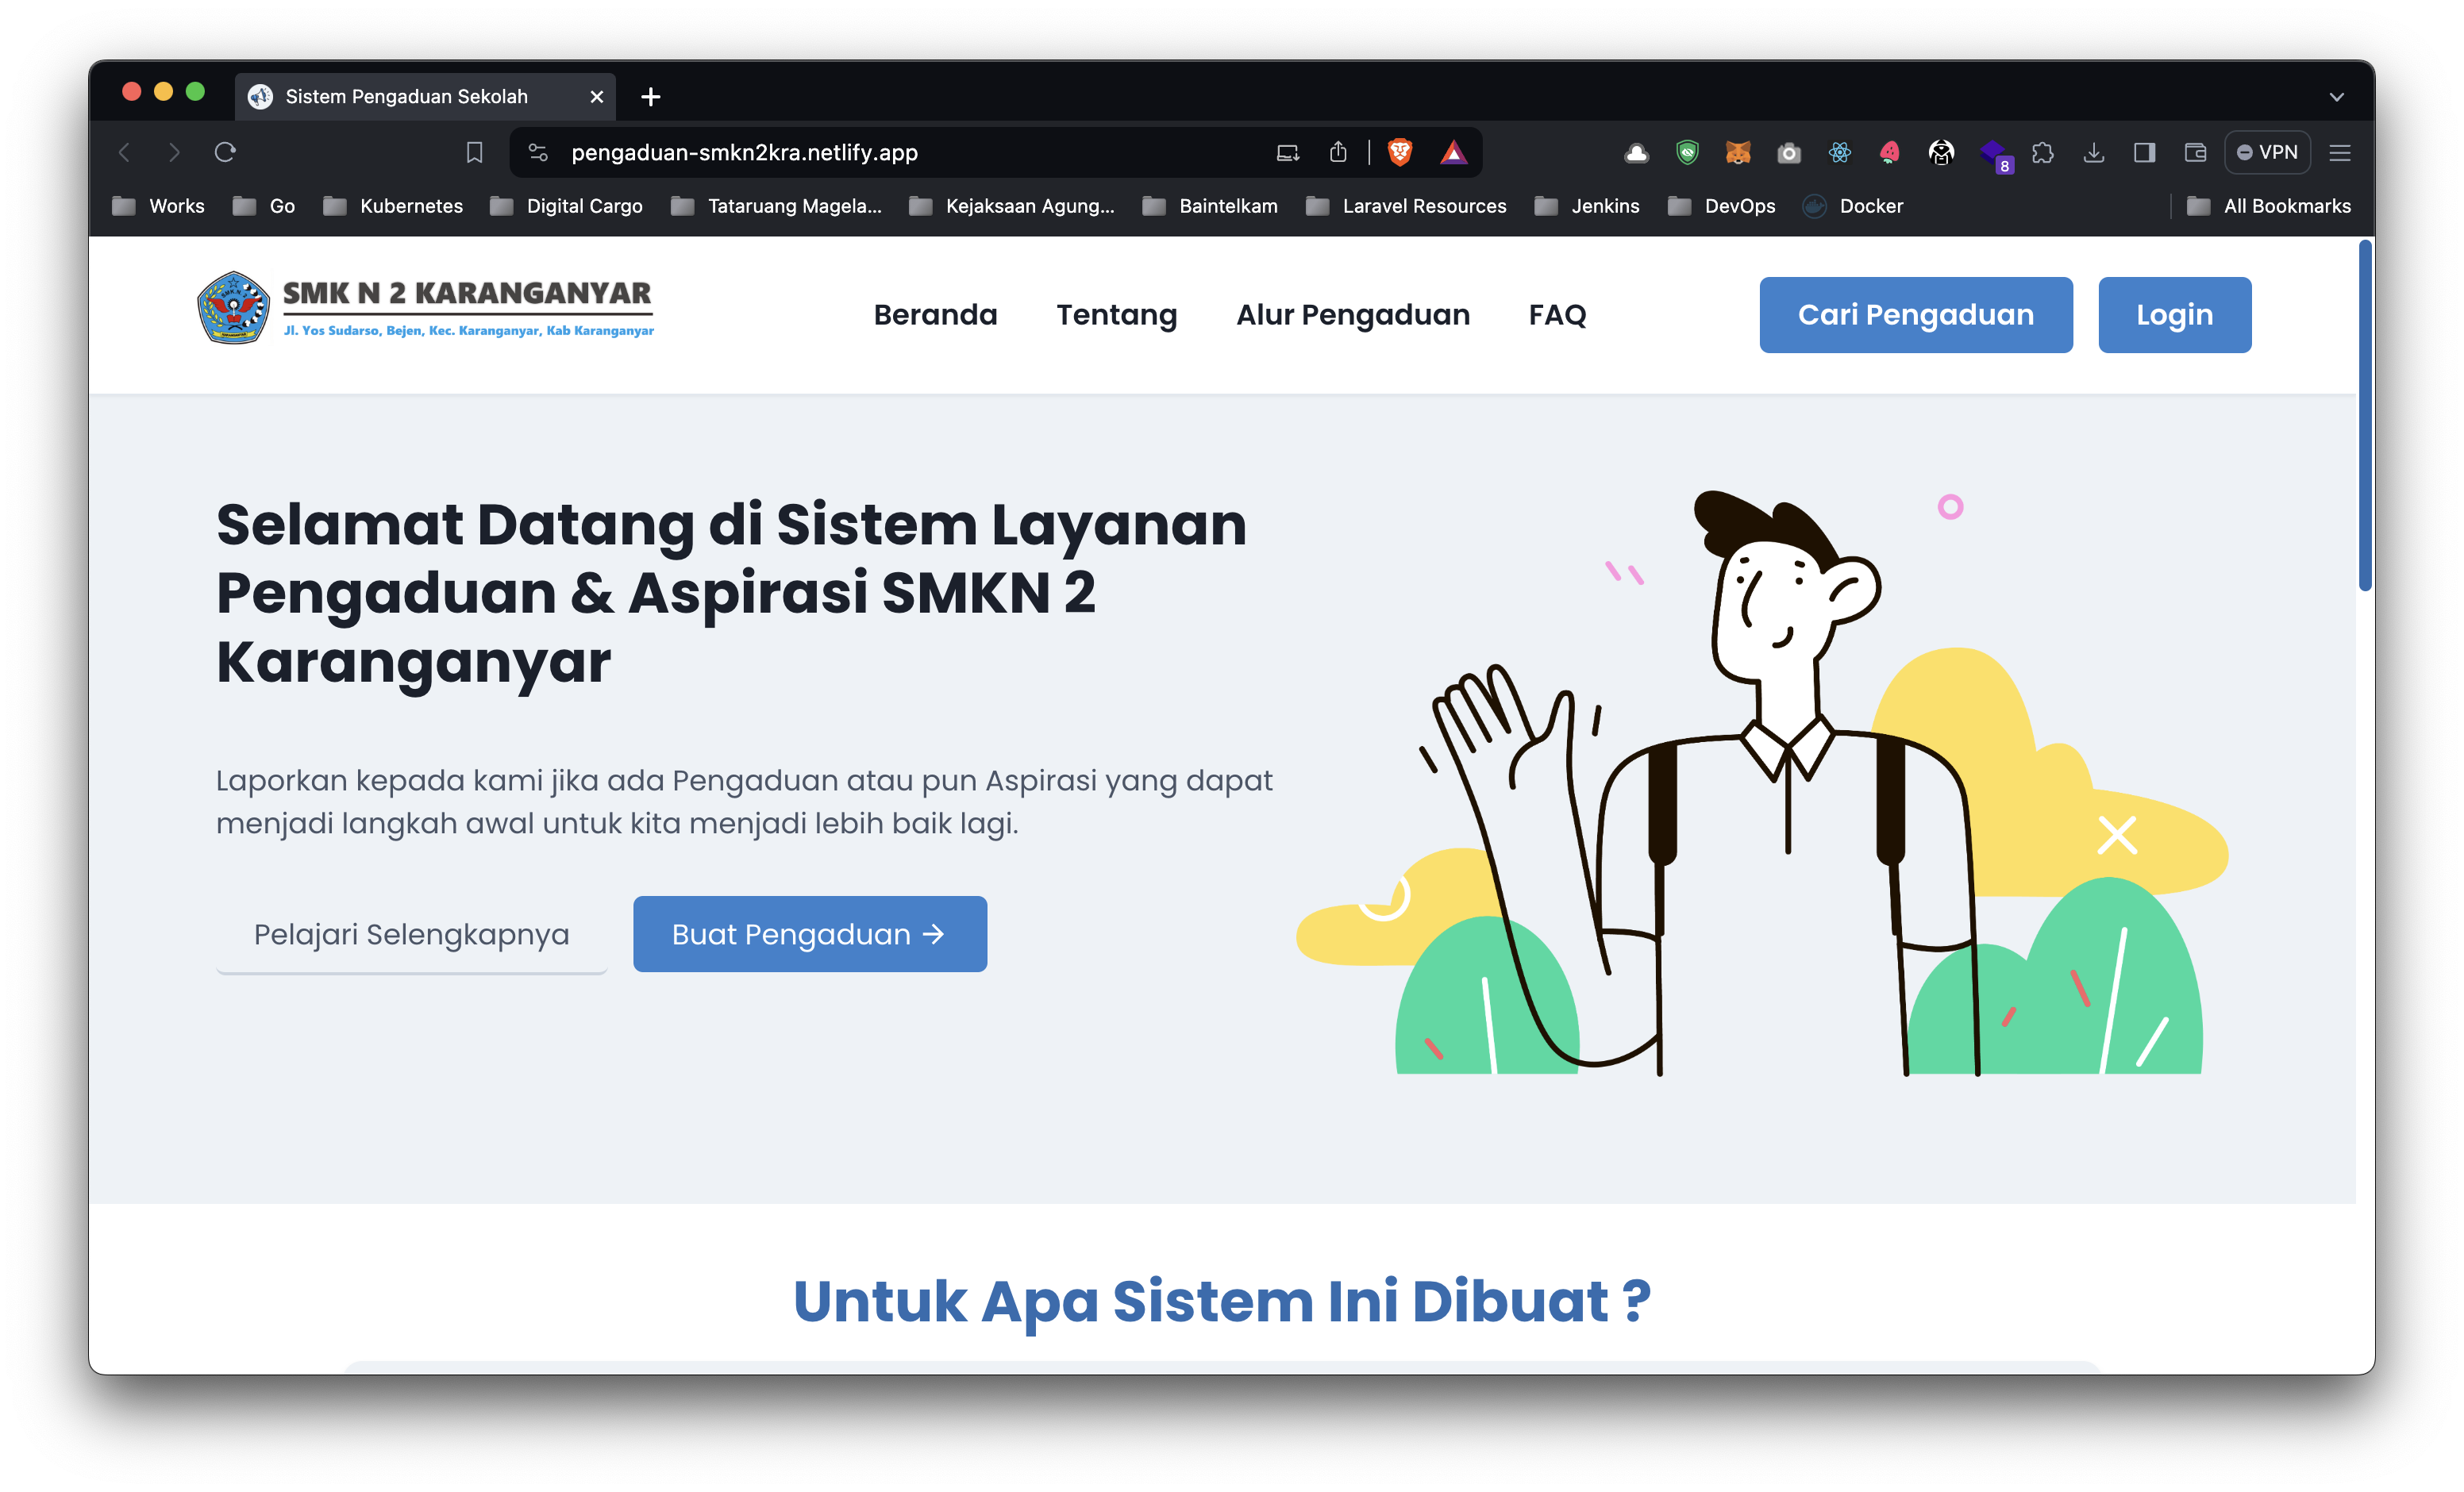 Sistem Pengaduan Sekolah
pengaduan-smkn2kra.netlify.app
8
VPN
Works
Go
Kubernetes
Digital Cargo
Tataruang Magela...
Kejaksaan Agung...
Baintelkam
Laravel Resources
Jenkins
DevOps
Docker
All Bookmarks
SMK N 2 KARANGANYAR
Jl. Yos Sudarso, Bejen, Kec. Karanganyar, Kab Karanganyar
Beranda
Tentang
Alur Pengaduan
FAQ
Cari Pengaduan
Login
Selamat Datang di Sistem Layanan
Pengaduan & Aspirasi SMKN 2
Karanganyar
Laporkan kepada kami jika ada Pengaduan atau pun Aspirasi yang dapat
menjadi langkah awal untuk kita menjadi lebih baik lagi.
Pelajari Selengkapnya
Buat Pengaduan →
Untuk Apa Sistem Ini Dibuat ?